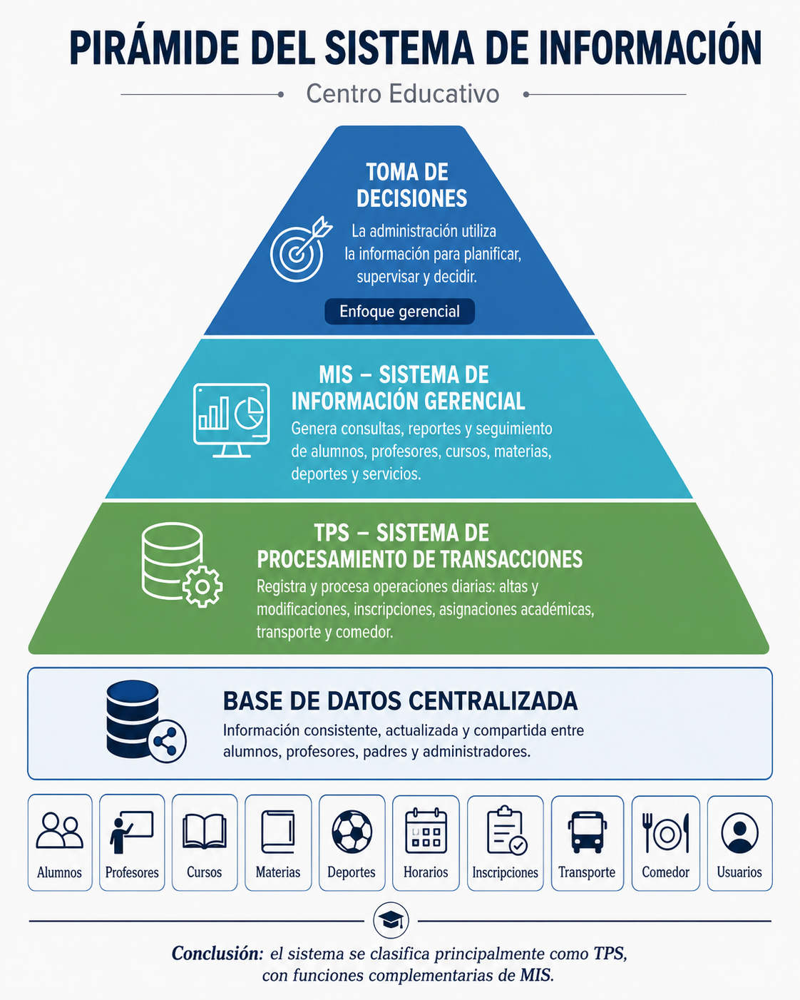 PIRÁMIDE DEL SISTEMA DE INFORMACIÓN
Centro Educativo
TOMA DE
DECISIONES
La administración utiliza
la información para planificar,
supervisar y decidir.
Enfoque gerencial
MIS – SISTEMA DE
INFORMACIÓN GERENCIAL
Genera consultas, reportes y seguimiento
de alumnos, profesores, cursos, materias,
deportes y servicios.
TPS – SISTEMA DE
PROCESAMIENTO DE TRANSACCIONES
Registra y procesa operaciones diarias: altas y
modificaciones, inscripciones, asignaciones académicas,
transporte y comedor.
BASE DE DATOS CENTRALIZADA
Información consistente, actualizada y compartida entre
alumnos, profesores, padres y administradores.
Alumnos
Profesores
Cursos
Materias
Deportes
Horarios
Inscripciones
Transporte
Comedor
Usuarios
Conclusión: el sistema se clasifica principalmente como TPS,
con funciones complementarias de MIS.